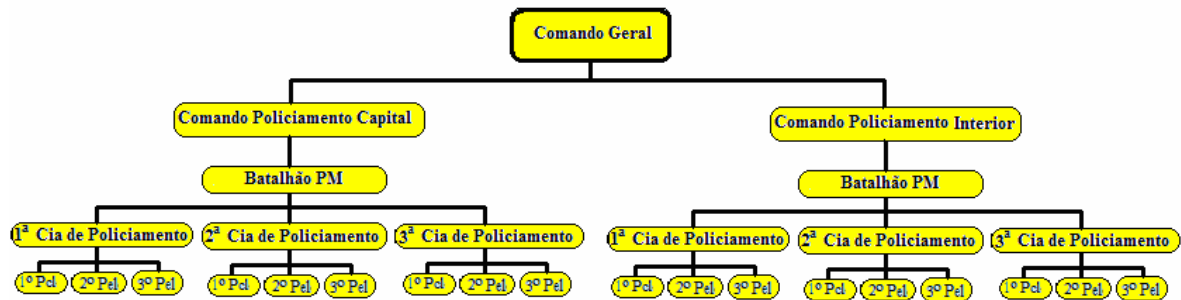 Comando Geral
Comando Policiamento Capital
Comando Policiamento Interior
Batalhão PM
Batalhão PM
1ª Cia de Policiamento
2ª Cia de Policiamento
3ª Cia de Policiamento
1ª Cia de Policiamento
2ª Cia de Policiamento
3ª Cia de Policiamento
1º Pel 2º Pel 3º Pel
1º Pel 2º Pel 3º Pel
1º Pel 2º Pel 3º Pel
1º Pel 2º Pel 3º Pel
1º Pel 2º Pel 3º Pel
1º Pel 2º Pel 3º Pel